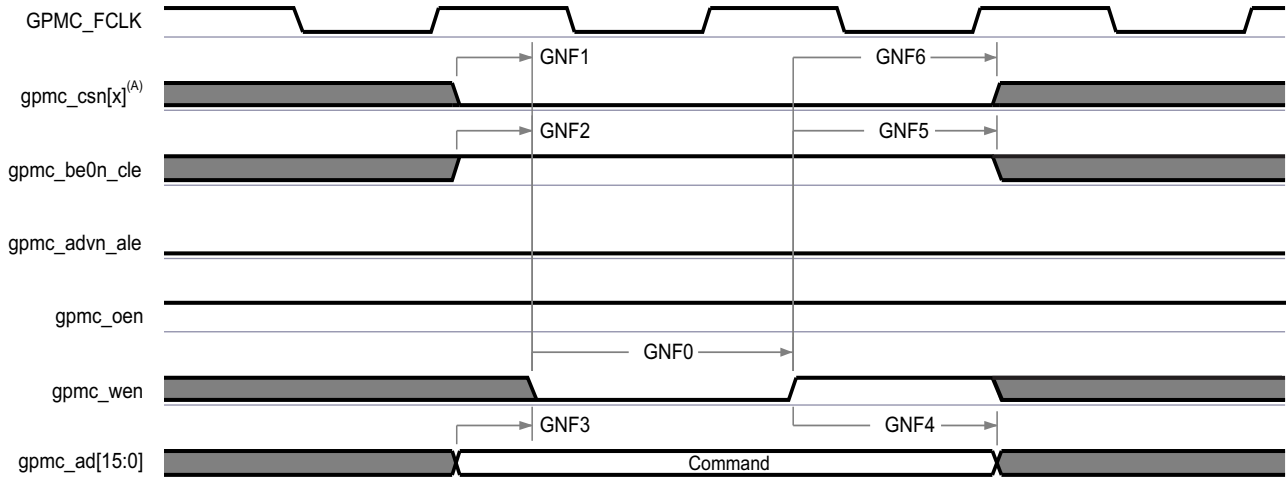 GPMC_FCLK
GNF1
GNF6
gpmc_csn[x](A)
GNF2
GNF5
gpmc_be0n_cle
gpmc_advn_ale
gpmc_oen
GNF0
gpmc_wen
GNF3
GNF4
gpmc_ad[15:0]
Command